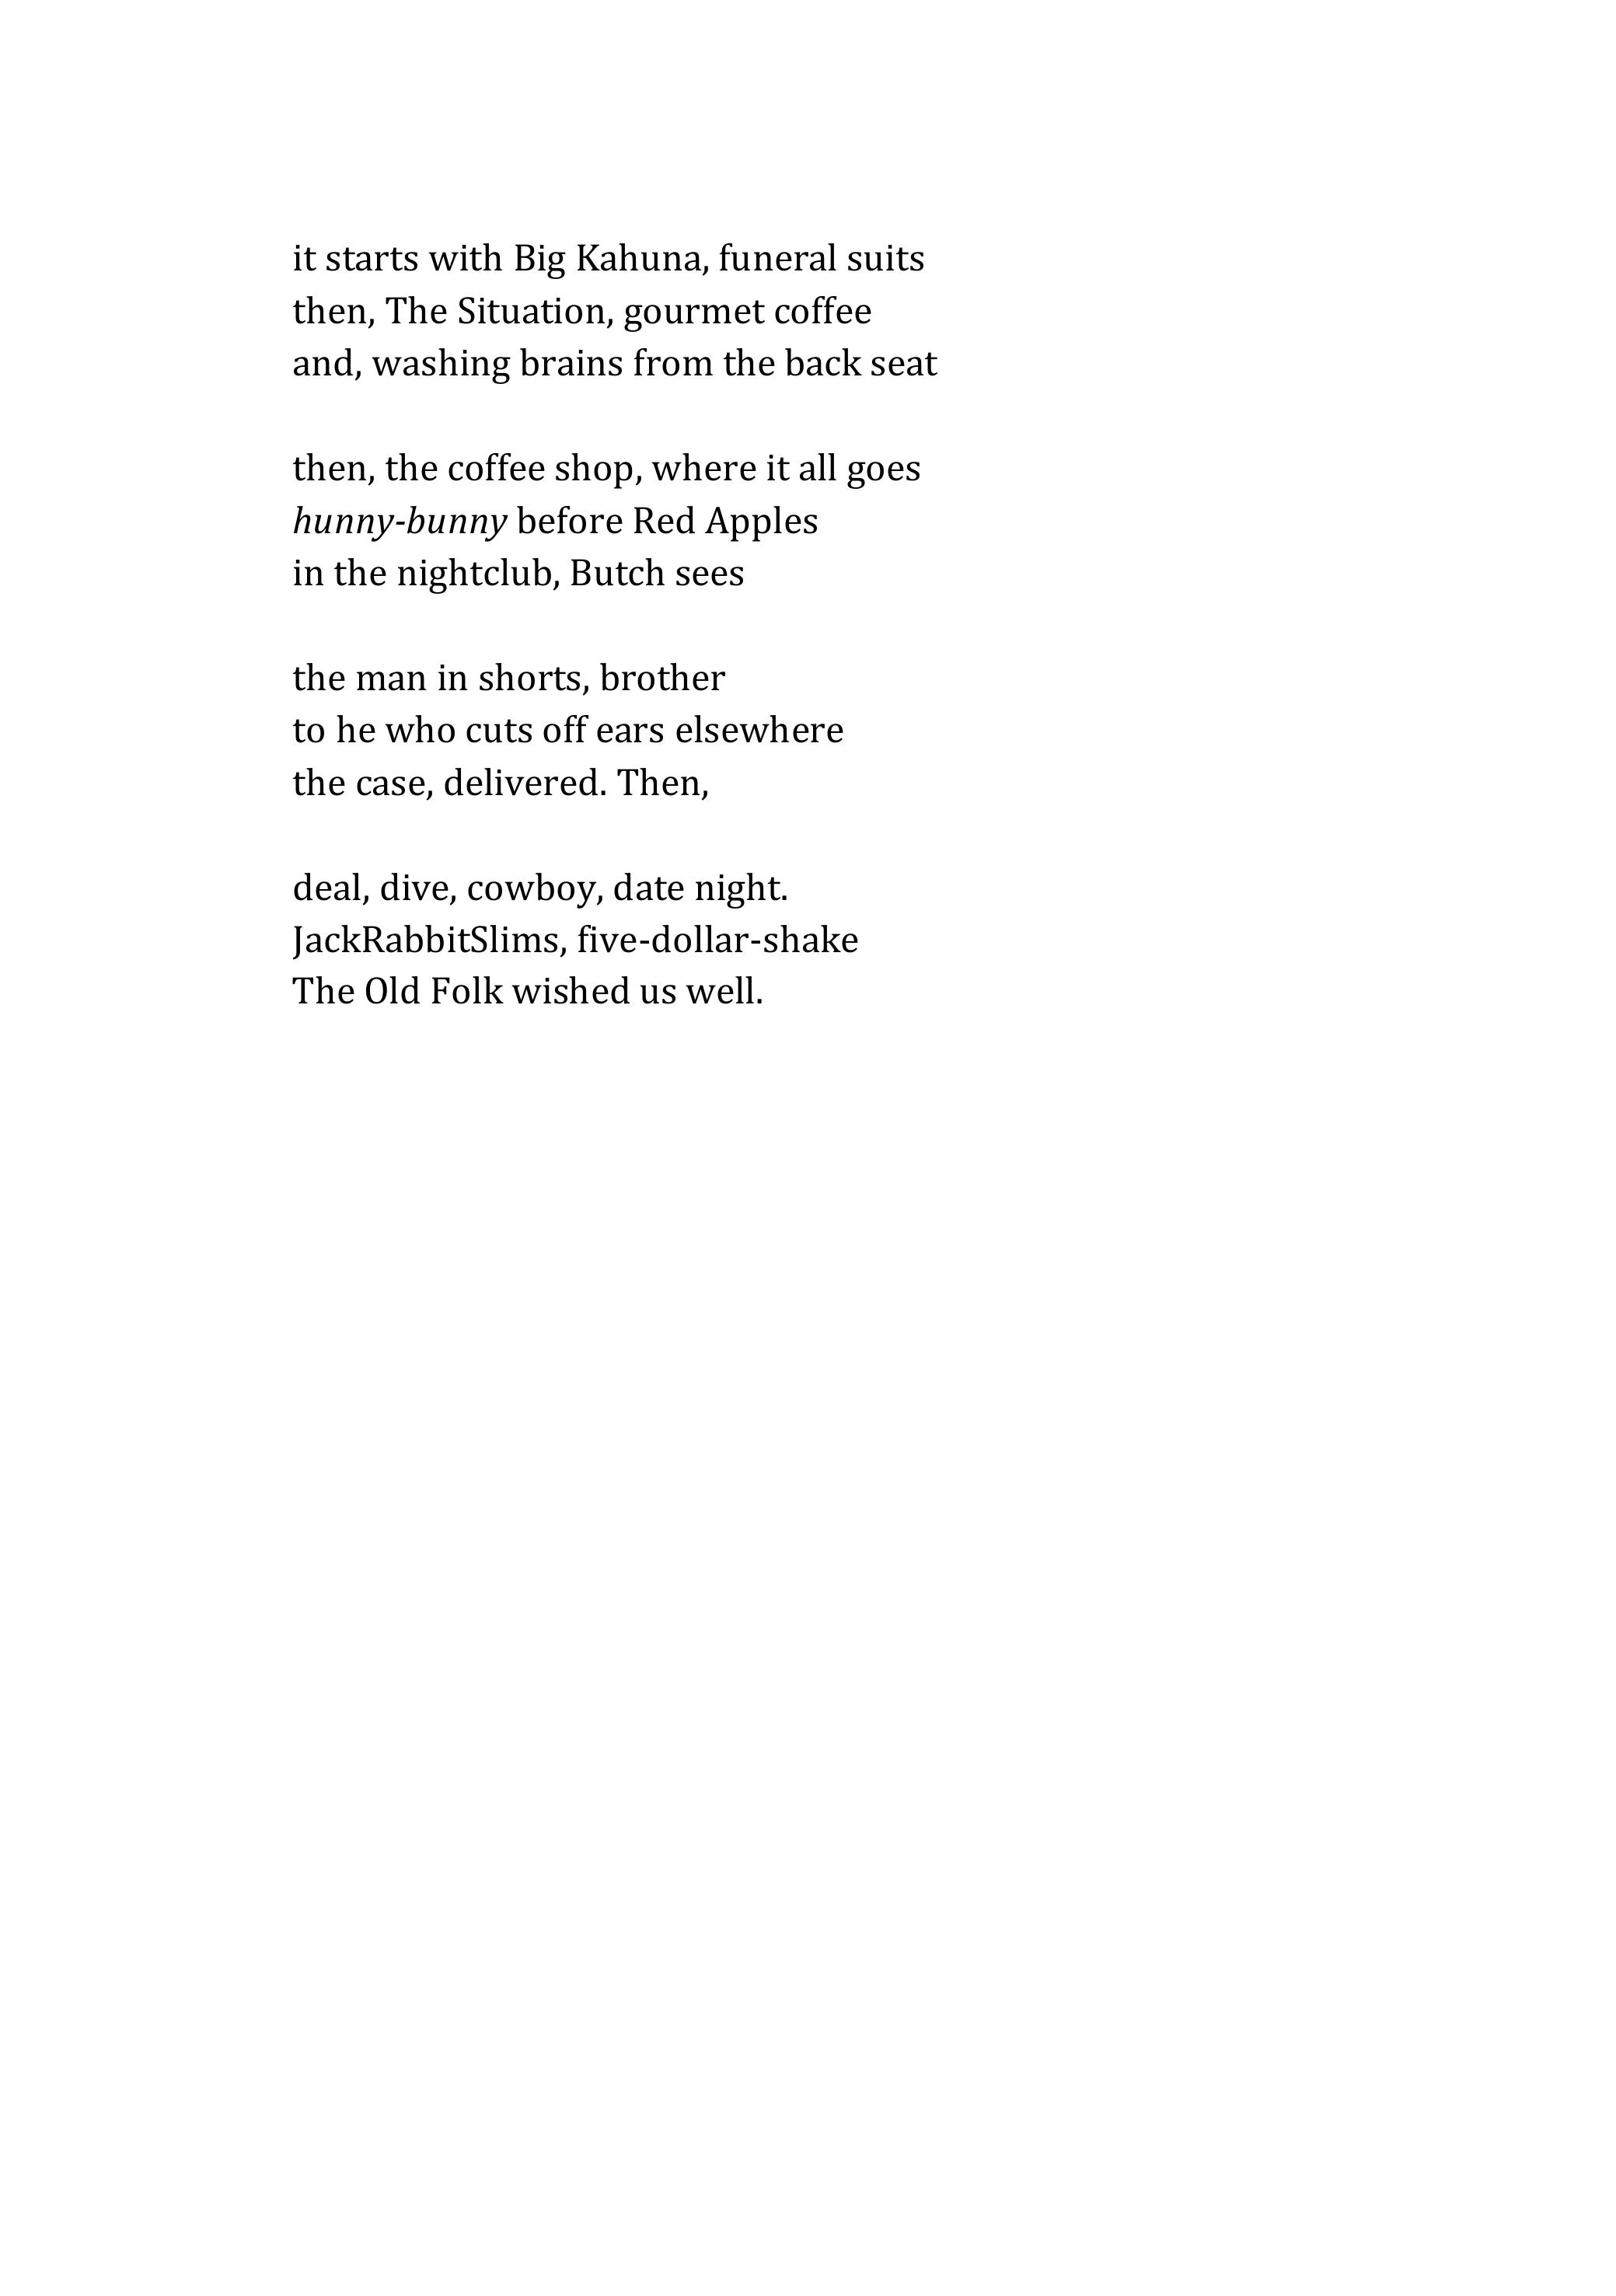 it starts with Big Kahuna, funeral suits
then, The Situation, gourmet coffee
and, washing brains from the back seat

then, the coffee shop, where it all goes
hunny-bunny before Red Apples
in the nightclub, Butch sees

the man in shorts, brother
to he who cuts off ears elsewhere
the case, delivered. Then,

deal, dive, cowboy, date night.
JackRabbitSlims, five-dollar-shake
The Old Folk wished us well.